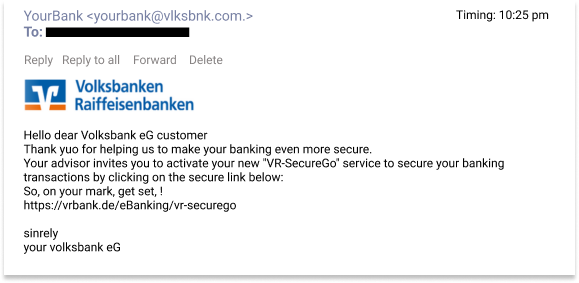 YourBank <yourbank@vlksbnk.com.> Timing: 10:25 pm
To:
Reply Reply to all Forward Delete
Volksbanken
Raiffeisenbanken
Hello dear Volksbank eG customer
Thank yuo for helping us to make your banking even more secure.
Your advisor invites you to activate your new "VR-SecureGo" service to secure your banking
transactions by clicking on the secure link below:
So, on your mark, get set, !
https://vrbank.de/eBanking/vr-securego
sinrely
your volksbank eG